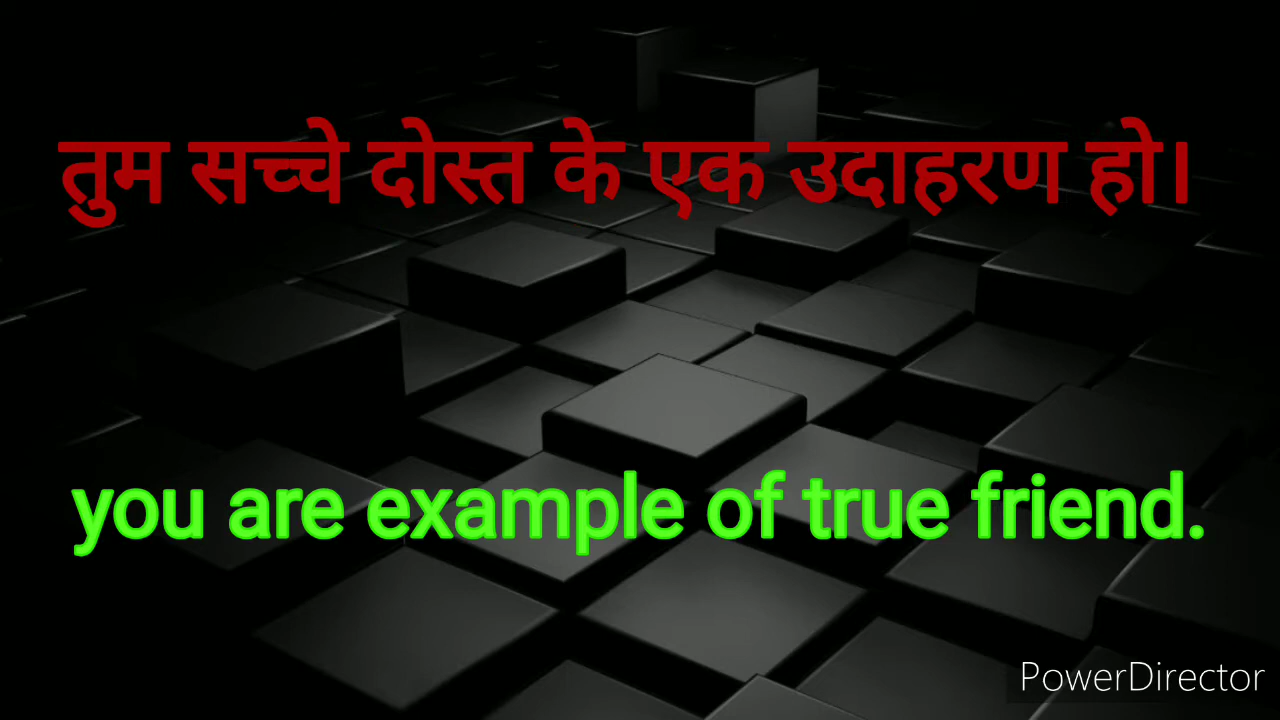 तुम सच्चे दोस्त के एक उदाहरण हो।
you are example of true friend.
PowerDirector